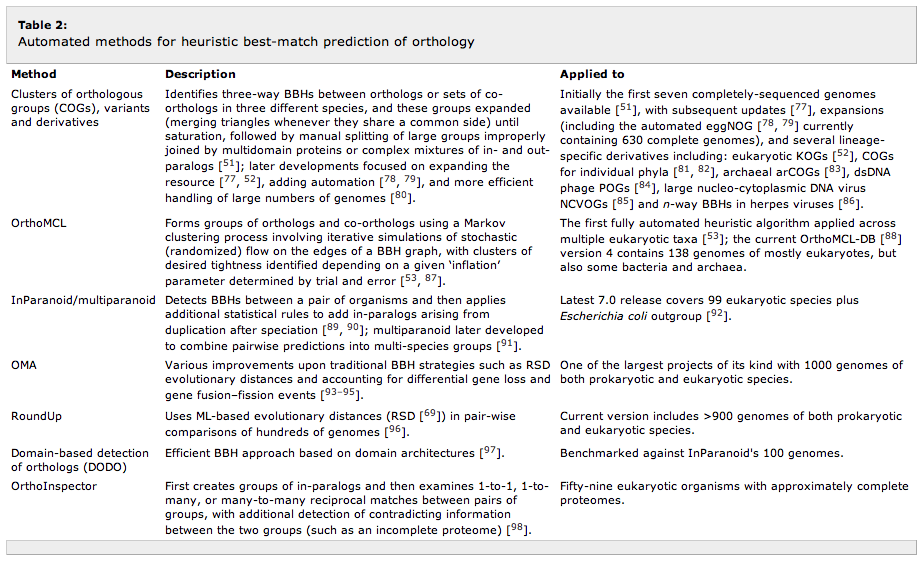 Table 2:
Automated methods for heuristic best-match prediction of orthology
Method Description Applied to
Clusters of orthologous
groups (COGs), variants
and derivatives
Identifies three-way BBHs between orthologs or sets of co-
orthologs in three different species, and these groups expanded
(merging triangles whenever they share a common side) until
saturation, followed by manual splitting of large groups improperly
joined by multidomain proteins or complex mixtures of in- and out-
paralogs [51]; later developments focused on expanding the
resource [77, 52], adding automation [78, 79], and more efficient
handling of large numbers of genomes [80].
Initially the first seven completely-sequenced genomes
available [51], with subsequent updates [77], expansions
(including the automated eggNOG [78, 79] currently
containing 630 complete genomes), and several lineage-
specific derivatives including: eukaryotic KOGs [52], COGs
for individual phyla [81, 82], archaeal arCOGs [83], dsDNA
phage POGs [84], large nucleo-cytoplasmic DNA virus
NCVOGs [85] and n-way BBHs in herpes viruses [86].
OrthoMCL
Forms groups of orthologs and co-orthologs using a Markov
clustering process involving iterative simulations of stochastic
(randomized) flow on the edges of a BBH graph, with clusters of
desired tightness identified depending on a given ‘inflation’
parameter determined by trial and error [53, 87].
The first fully automated heuristic algorithm applied across
multiple eukaryotic taxa [53]; the current OrthoMCL-DB [88]
version 4 contains 138 genomes of mostly eukaryotes, but
also some bacteria and archaea.
InParanoid/multiparanoid
Detects BBHs between a pair of organisms and then applies
additional statistical rules to add in-paralogs arising from
duplication after speciation [89, 90]; multiparanoid later developed
to combine pairwise predictions into multi-species groups [91].
Latest 7.0 release covers 99 eukaryotic species plus
Escherichia coli outgroup [92].
OMA
Various improvements upon traditional BBH strategies such as RSD
evolutionary distances and accounting for differential gene loss and
gene fusion–fission events [93–95].
One of the largest projects of its kind with 1000 genomes of
both prokaryotic and eukaryotic species.
RoundUp
Uses ML-based evolutionary distances (RSD [69]) in pair-wise
comparisons of hundreds of genomes [96].
Current version includes >900 genomes of both prokaryotic
and eukaryotic species.
Domain-based detection
of orthologs (DODO)
Efficient BBH approach based on domain architectures [97].
Benchmarked against InParanoid's 100 genomes.
OrthoInspector
First creates groups of in-paralogs and then examines 1-to-1, 1-to-
many, or many-to-many reciprocal matches between pairs of
groups, with additional detection of contradicting information
between the two groups (such as an incomplete proteome) [98].
Fifty-nine eukaryotic organisms with approximately complete
proteomes.